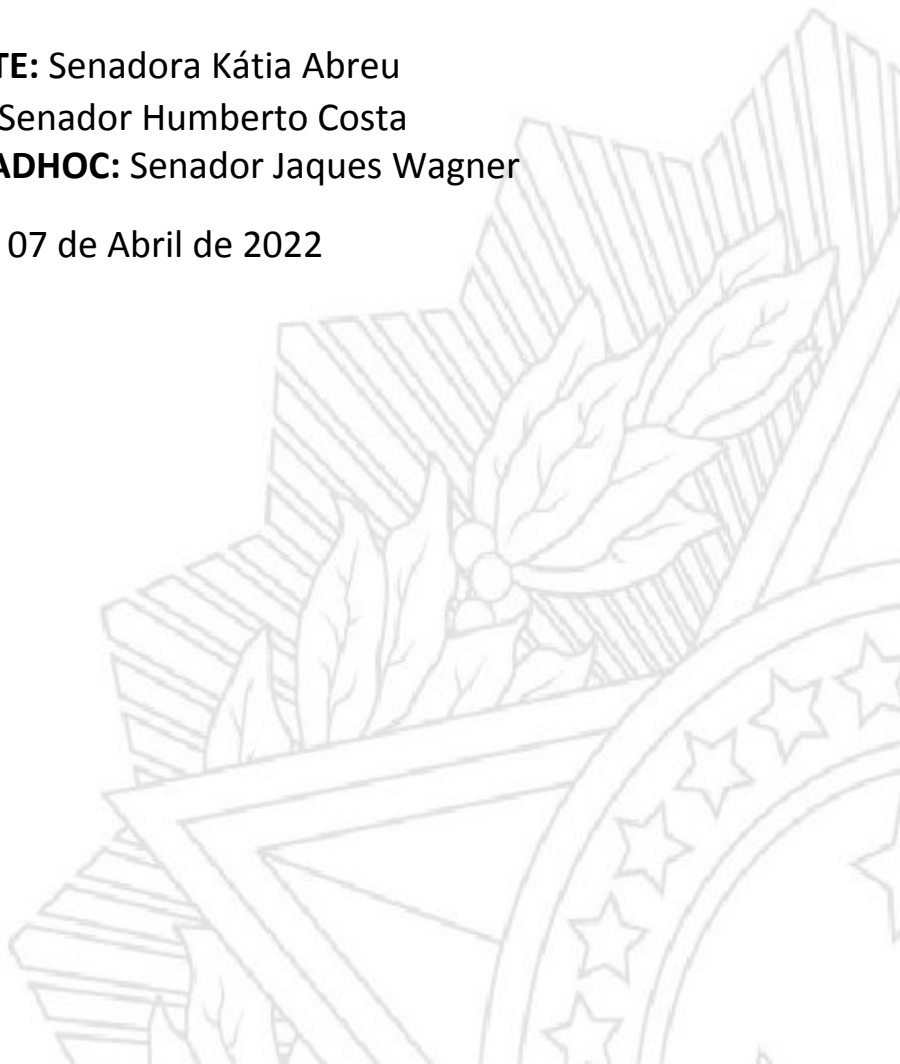 TE: Senadora Kátia Abreu
Senador Humberto Costa
ADHOC: Senador Jaques Wagner
07 de Abril de 2022